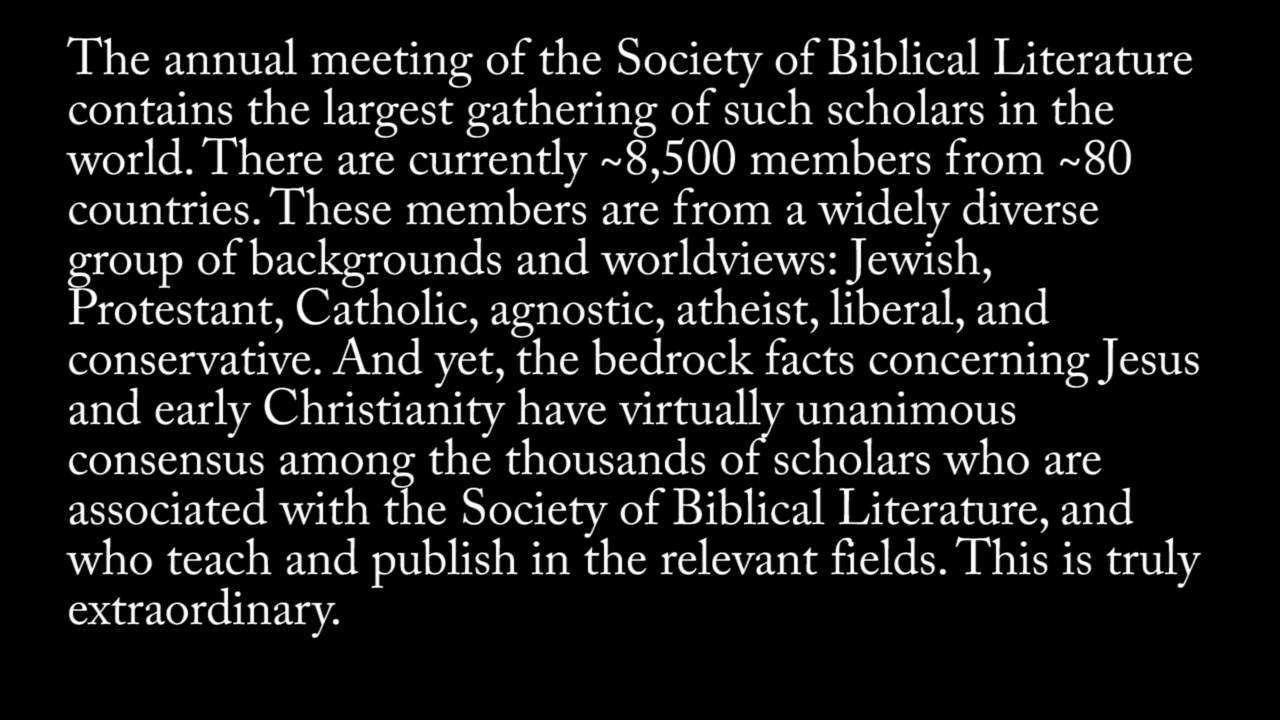 The annual meeting of the Society of Biblical Literature
contains the largest gathering of such scholars in the
world. There are currently ~8,500 members from ~80
countries. These members are from a widely diverse
group of backgrounds and worldviews: Jewish,
Protestant, Catholic, agnostic, atheist, liberal, and
conservative. And yet, the bedrock facts concerning Jesus
and early Christianity have virtually unanimous
consensus among the thousands of scholars who are
associated with the Society of Biblical Literature, and
who teach and publish in the relevant fields. This is truly
extraordinary.